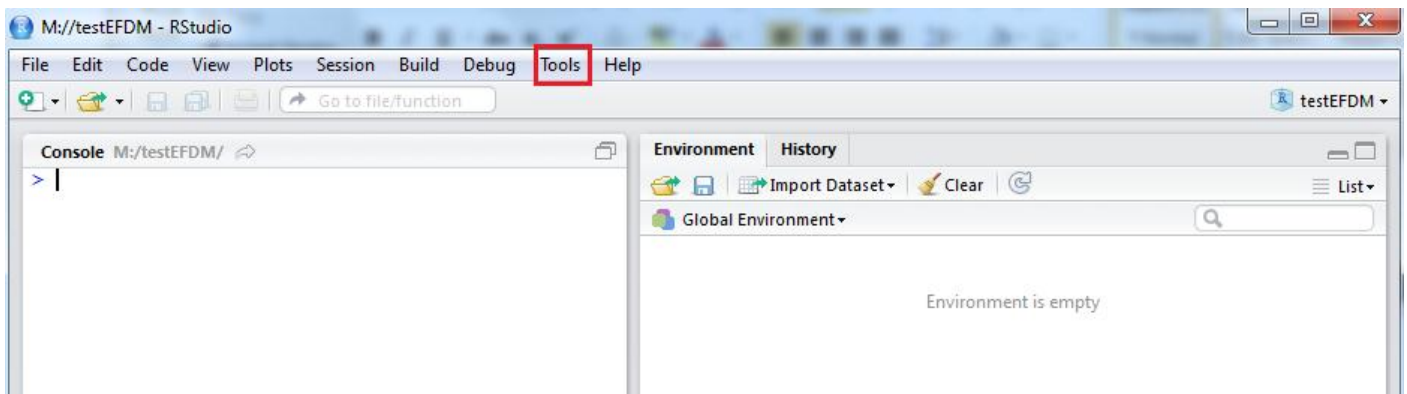 M://testEFDM - RStudio
File Edit Code View Plots Session Build Debug Tools Help
Go to file/function
testEFDM
Console M:/testEFDM/
>
Environment History
Import Dataset Clear List
Global Environment
Environment is empty